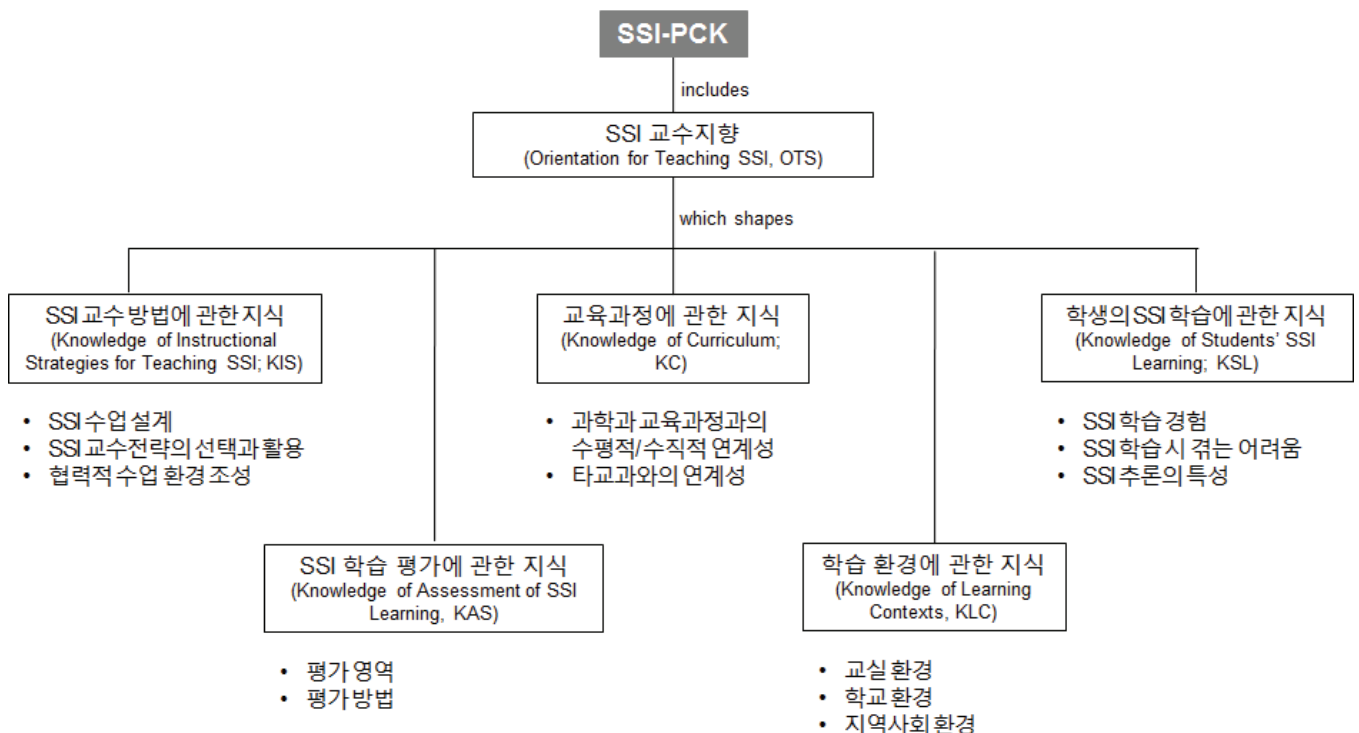 SSI-PCK
includes
SSI 교수지향
(Orientation for Teaching SSI, OTS)
which shapes
SSI 교수 방법에 관한 지식
(Knowledge of Instructional
Strategies for Teaching SSI; KIS)
• SSI 수업 설계
• SSI 교수전략의 선택과 활용
• 협력적 수업 환경 조성
교육과정에 관한 지식
(Knowledge of Curriculum;
KC)
• 과학과 교육과정과의
수평적/수직적 연계성
• 타교과와의 연계성
학생의 SSI 학습에 관한 지식
(Knowledge of Students' SSI
Learning; KSL)
• SSI 학습 경험
• SSI 학습 시 겪는 어려움
• SSI 추론의 특성
SSI 학습 평가에 관한 지식
(Knowledge of Assessment of SSI
Learning, KAS)
• 평가 영역
• 평가 방법
학습 환경에 관한 지식
(Knowledge of Learning
Contexts, KLC)
• 교실 환경
• 학교 환경
• 지역사회 환경